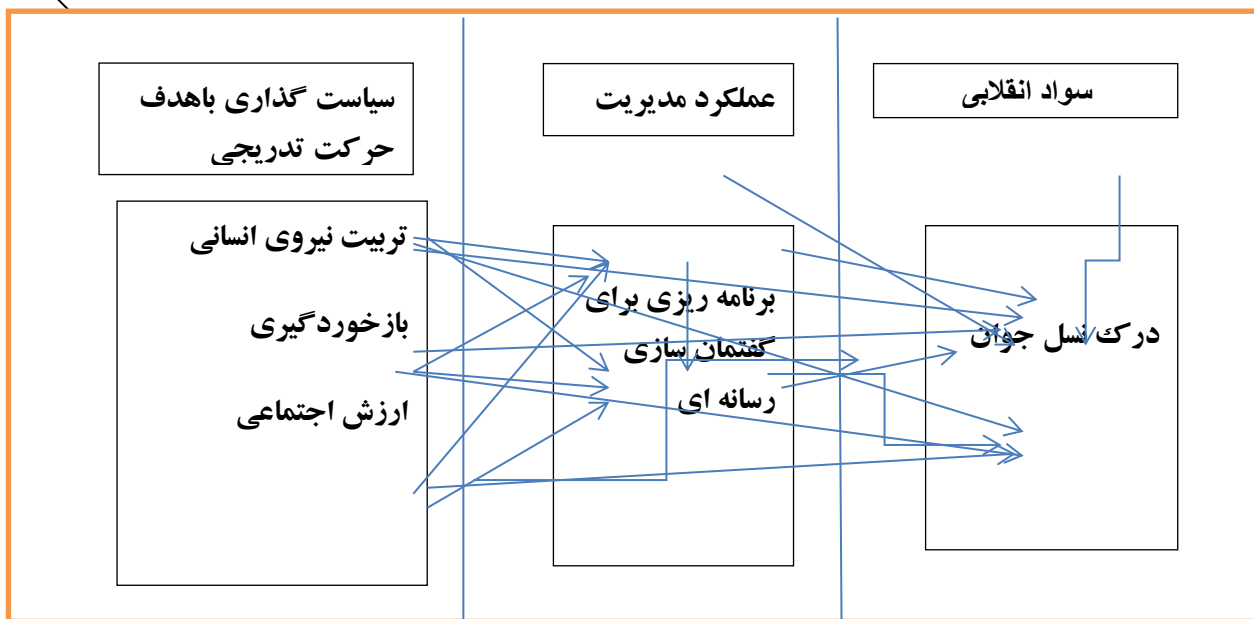 سواد انقلابی
عملکرد مدیریت
سیاست گذاری باهدف
حرکت تدریجی
درک نسل جوان
برنامه ریزی برای
گفتمان سازی
رسانه ای
تربیت نیروی انسانی
بازخوردگیری
ارزش اجتماعی